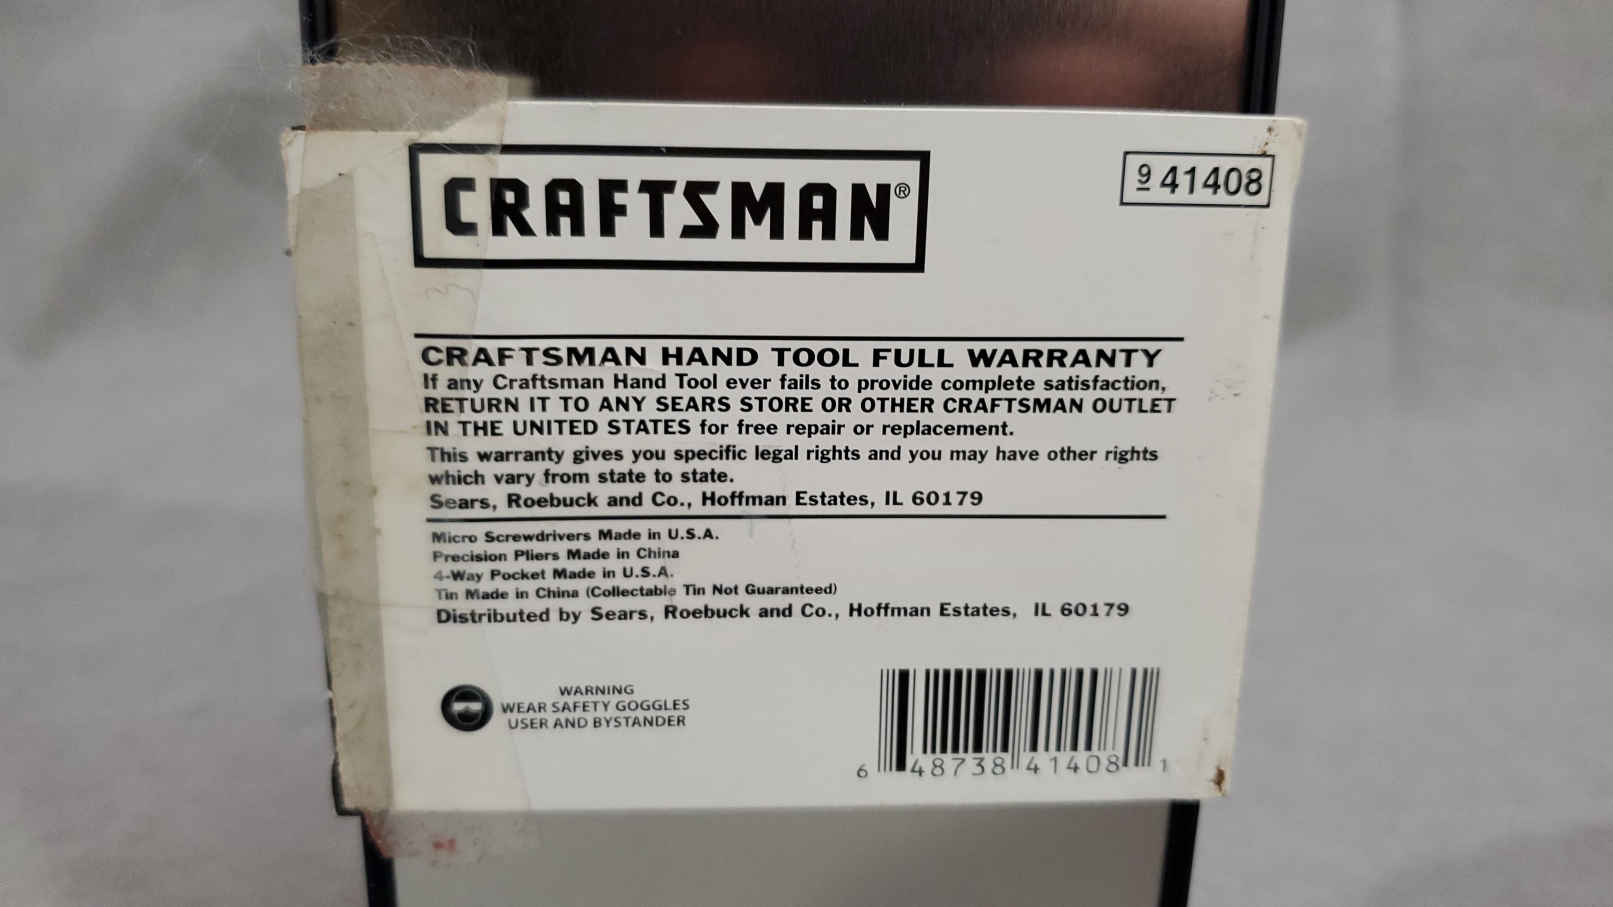 CRAFTSMAN®
9 41408
CRAFTSMAN HAND TOOL FULL WARRANTY
If any Craftsman Hand Tool ever fails to provide complete satisfaction,
RETURN IT TO ANY SEARS STORE OR OTHER CRAFTSMAN OUTLET
IN THE UNITED STATES for free repair or replacement.
This warranty gives you specific legal rights and you may have other rights
which vary from state to state.
Sears, Roebuck and Co., Hoffman Estates, IL 60179
Micro Screwdrivers Made in U.S.A.
Precision Pliers Made in China
4-Way Pocket Made in U.S.A.
Tin Made in China (Collectable Tin Not Guaranteed)
Distributed by Sears, Roebuck and Co., Hoffman Estates, IL 60179
WARNING
WEAR SAFETY GOGGLES
USER AND BYSTANDER
6 48738 41408 1